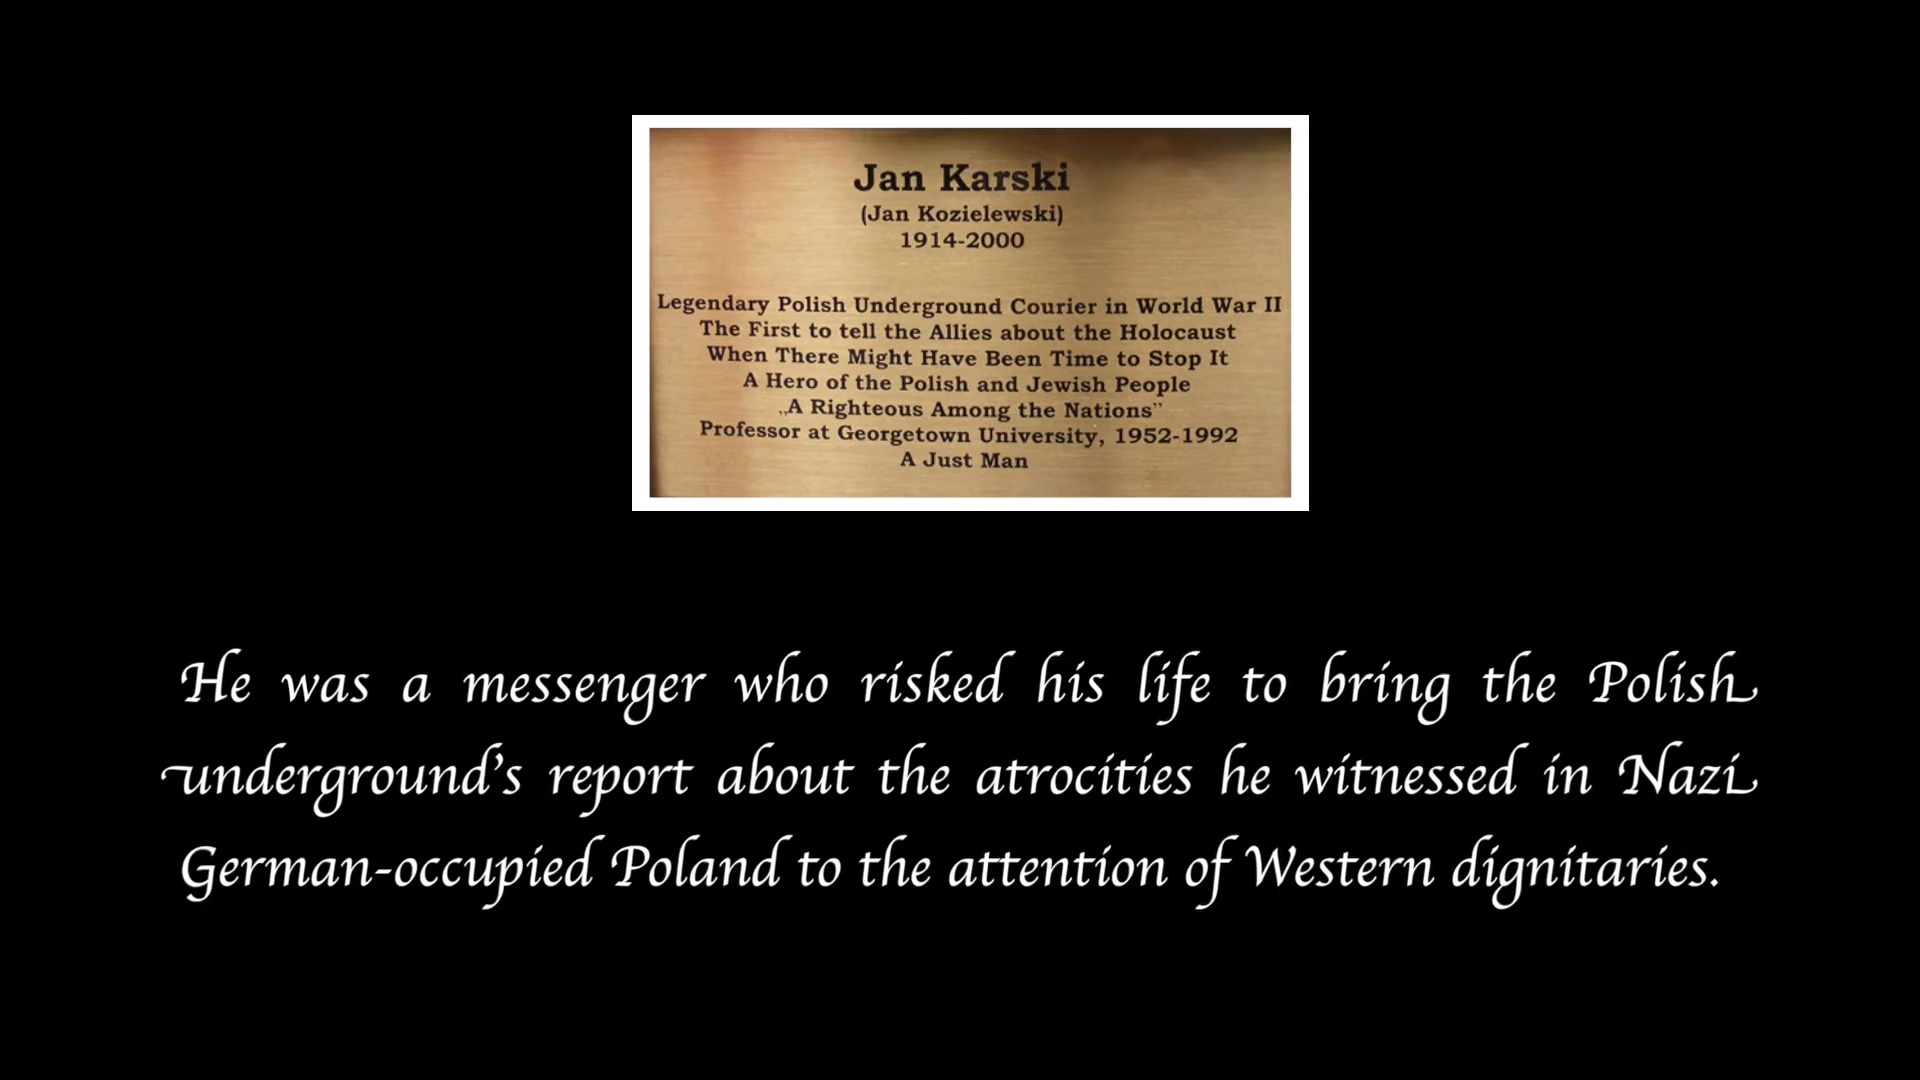 Jan Karski
(Jan Kozielewski)
1914-2000
Legendary Polish Underground Courier in World War II
The First to tell the Allies about the Holocaust
When There Might Have Been Time to Stop It
A Hero of the Polish and Jewish People
„A Righteous Among the Nations”
Professor at Georgetown University, 1952-1992
A Just Man
He was a messenger who risked his life to bring the Polish
underground's report about the atrocities he witnessed in Nazi
German-occupied Poland to the attention of Western dignitaries.